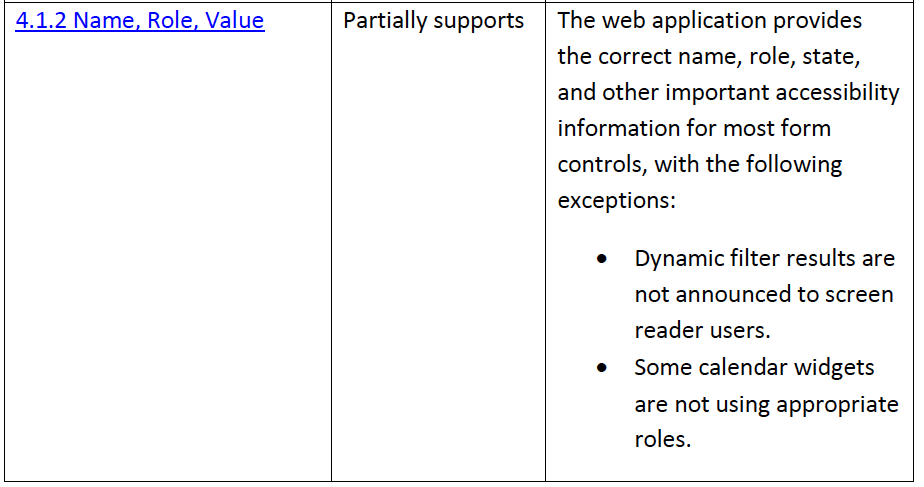 4.1.2 Name, Role, Value
Partially supports
The web application provides
the correct name, role, state,
and other important accessibility
information for most form
controls, with the following
exceptions:
• Dynamic filter results are
not announced to screen
reader users.
• Some calendar widgets
are not using appropriate
roles.